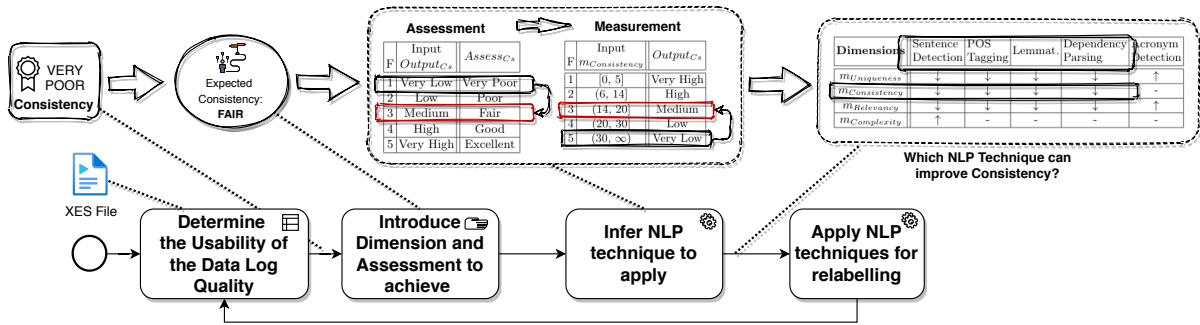 VERY
POOR
Consistency
Expected
Consistency:
FAIR
Assessment
F Input Output_Cs Assess_Cs
1 Very Low Very Poor
2 Low Poor
3 Medium Fair
4 High Good
5 Very High Excellent
Measurement
F Input m_Consistency Output_Cs
1 [0, 5] Very High
2 (6, 14] High
3 (14, 20] Medium
4 (20, 30] Low
5 (30, ∞) Very Low
Dimensions Sentence Detection POS Tagging Lemmat. Dependency Parsing Acronym Detection
m_Uniqueness ↓ ↓ ↓ ↓ ↑
m_Consistency ↓ ↓ ↓ ↓ -
m_Relevancy ↓ ↓ ↓ ↓ ↑
m_Complexity ↑ - - - -
Which NLP Technique can
improve Consistency?
XES File
Determine
the Usability of
the Data Log
Quality
Introduce
Dimension and
Assessment to
achieve
Infer NLP
technique to
apply
Apply NLP
techniques for
relabelling